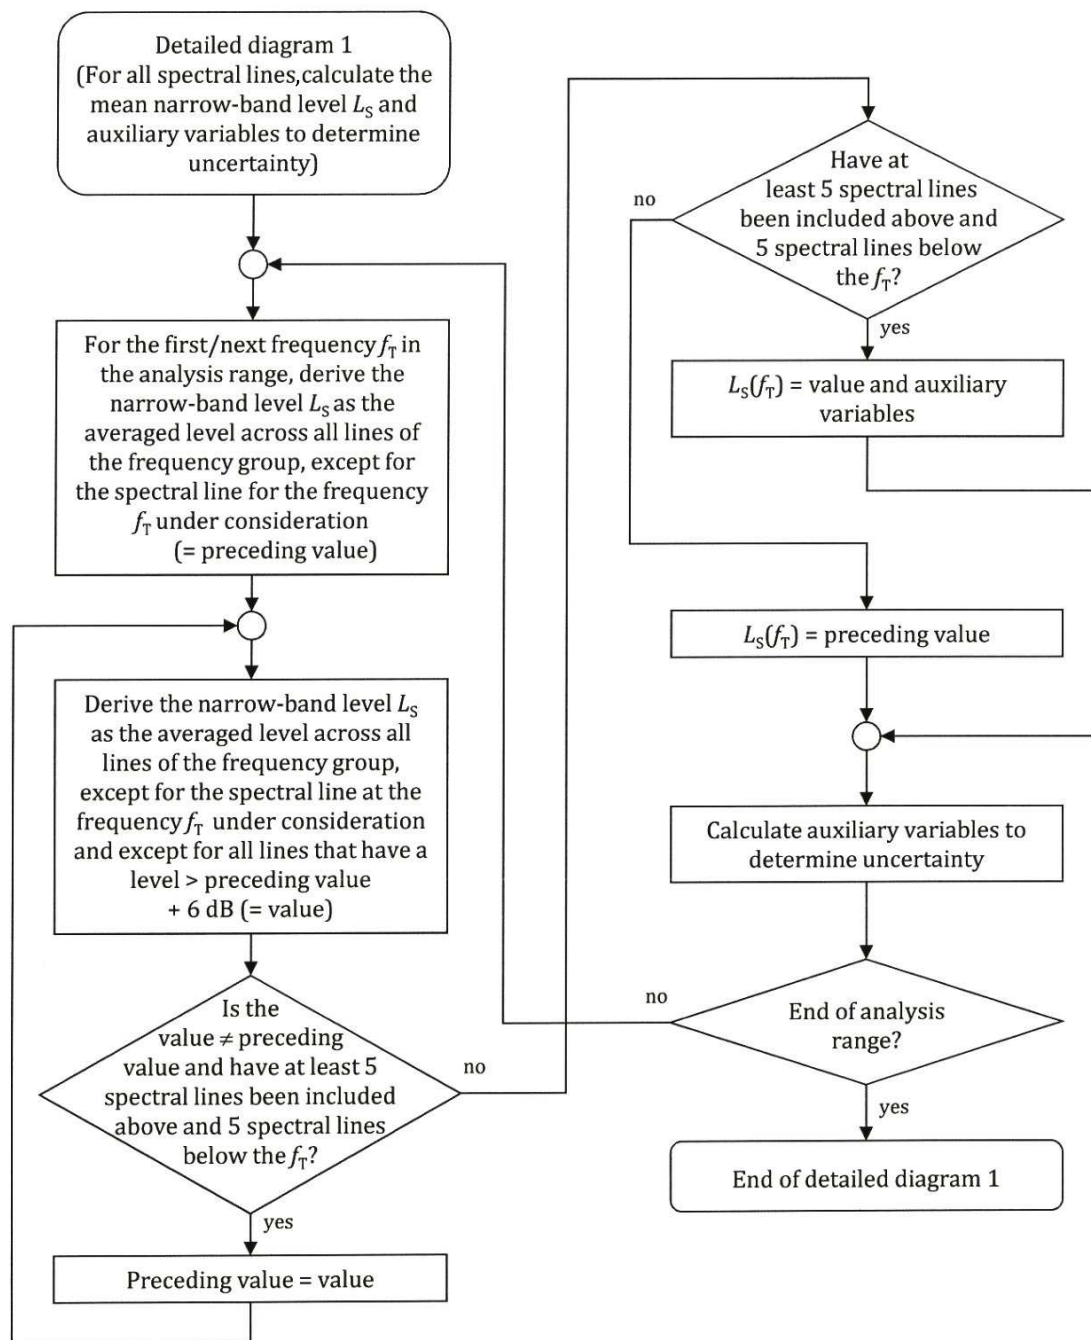 Detailed diagram 1
(For all spectral lines,calculate the
mean narrow-band level LS and
auxiliary variables to determine
uncertainty)
For the first/next frequency fT in
the analysis range, derive the
narrow-band level LS as the
averaged level across all lines of
the frequency group, except for
the spectral line for the frequency
fT under consideration
(= preceding value)
Derive the narrow-band level LS
as the averaged level across all
lines of the frequency group,
except for the spectral line at the
frequency fT under consideration
and except for all lines that have a
level > preceding value
+ 6 dB (= value)
Is the
value ≠ preceding
value and have at least 5
spectral lines been included
above and 5 spectral lines
below the fT?
no
yes
Preceding value = value
Have at
least 5 spectral lines
been included above and
5 spectral lines below
the fT?
no
yes
LS(fT) = value and auxiliary
variables
LS(fT) = preceding value
Calculate auxiliary variables to
determine uncertainty
End of analysis
range?
no
yes
End of detailed diagram 1